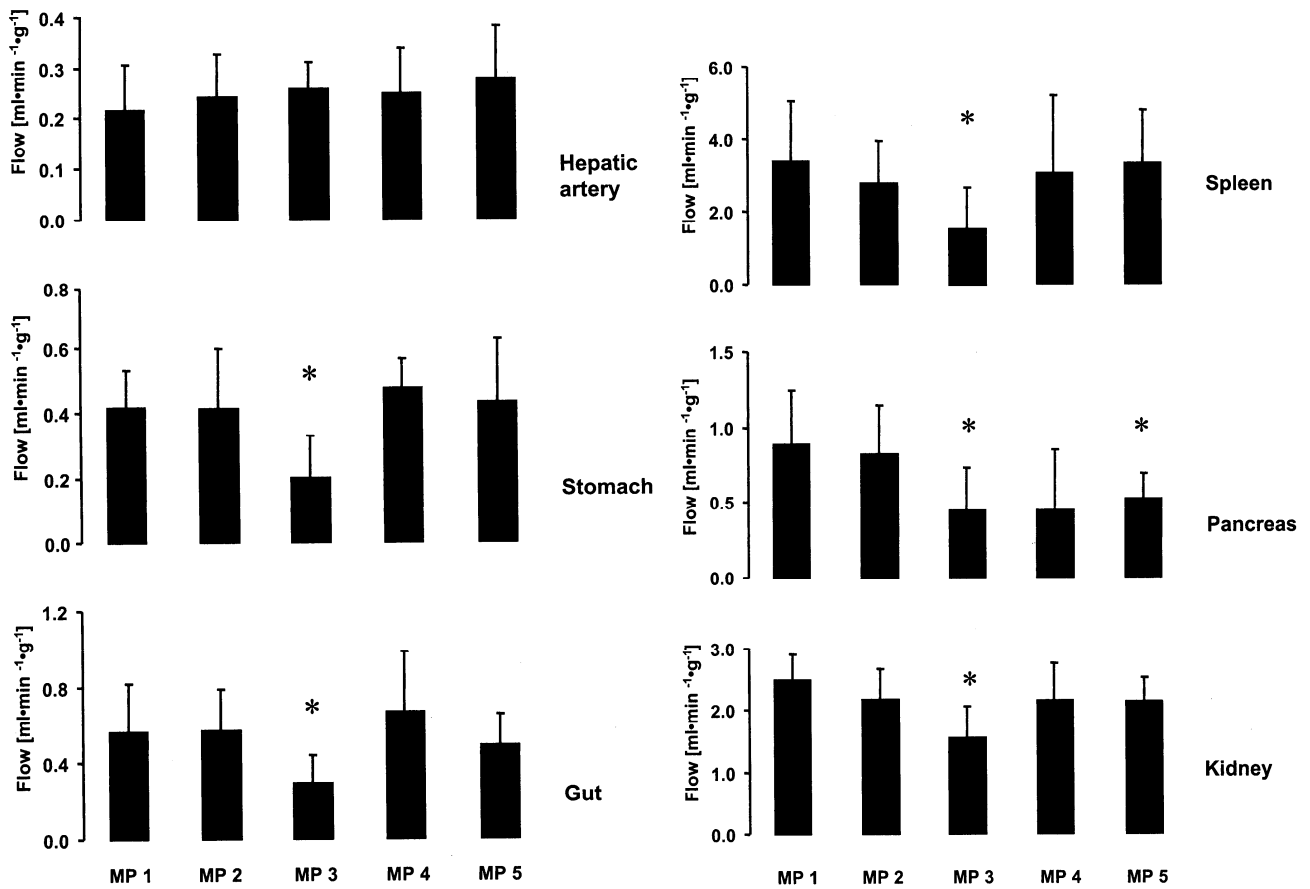 Flow [ml•min -1•g-1]
0.4
0.3
0.2
0.1
0.0
Hepatic
artery
Flow [ml•min -1•g-1]
0.8
0.6
0.4
0.2
0.0
*
Stomach
Flow [ml•min -1•g-1]
1.2
0.8
0.4
0.0
*
Gut
MP 1 MP 2 MP 3 MP 4 MP 5
Flow [ml•min -1•g-1]
6.0
4.0
2.0
0.0
*
Spleen
Flow [ml•min -1•g-1]
1.5
1.0
0.5
0.0
* *
Pancreas
Flow [ml•min -1•g-1]
3.0
2.0
1.0
0.0
*
Kidney
MP 1 MP 2 MP 3 MP 4 MP 5